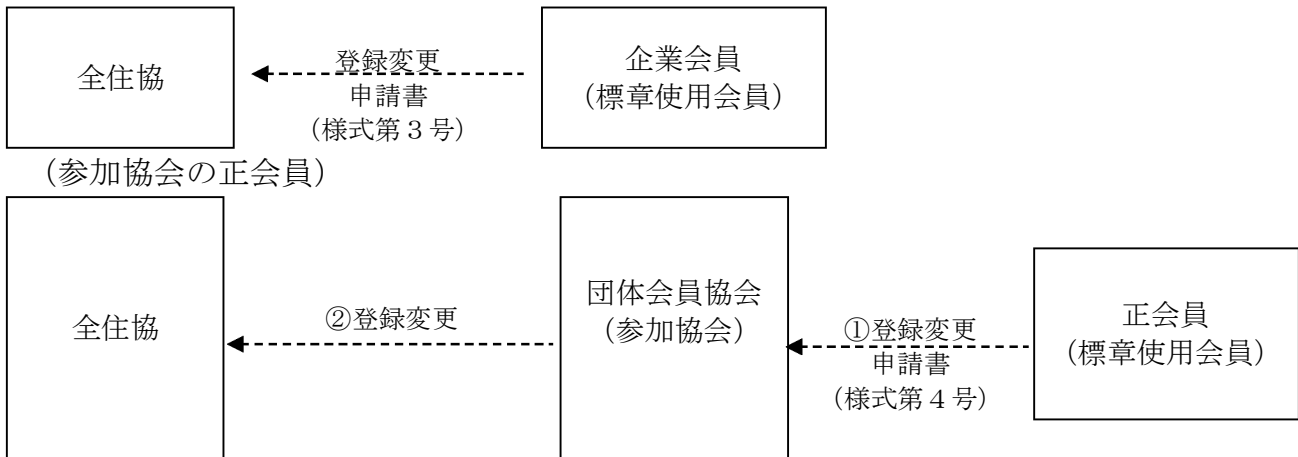 全住協
登録変更
申請書
（様式第３号）
企業会員
（標章使用会員）
（参加協会の正会員）
全住協
②登録変更
団体会員協会
（参加協会）
①登録変更
申請書
（様式第４号）
正会員
（標章使用会員）